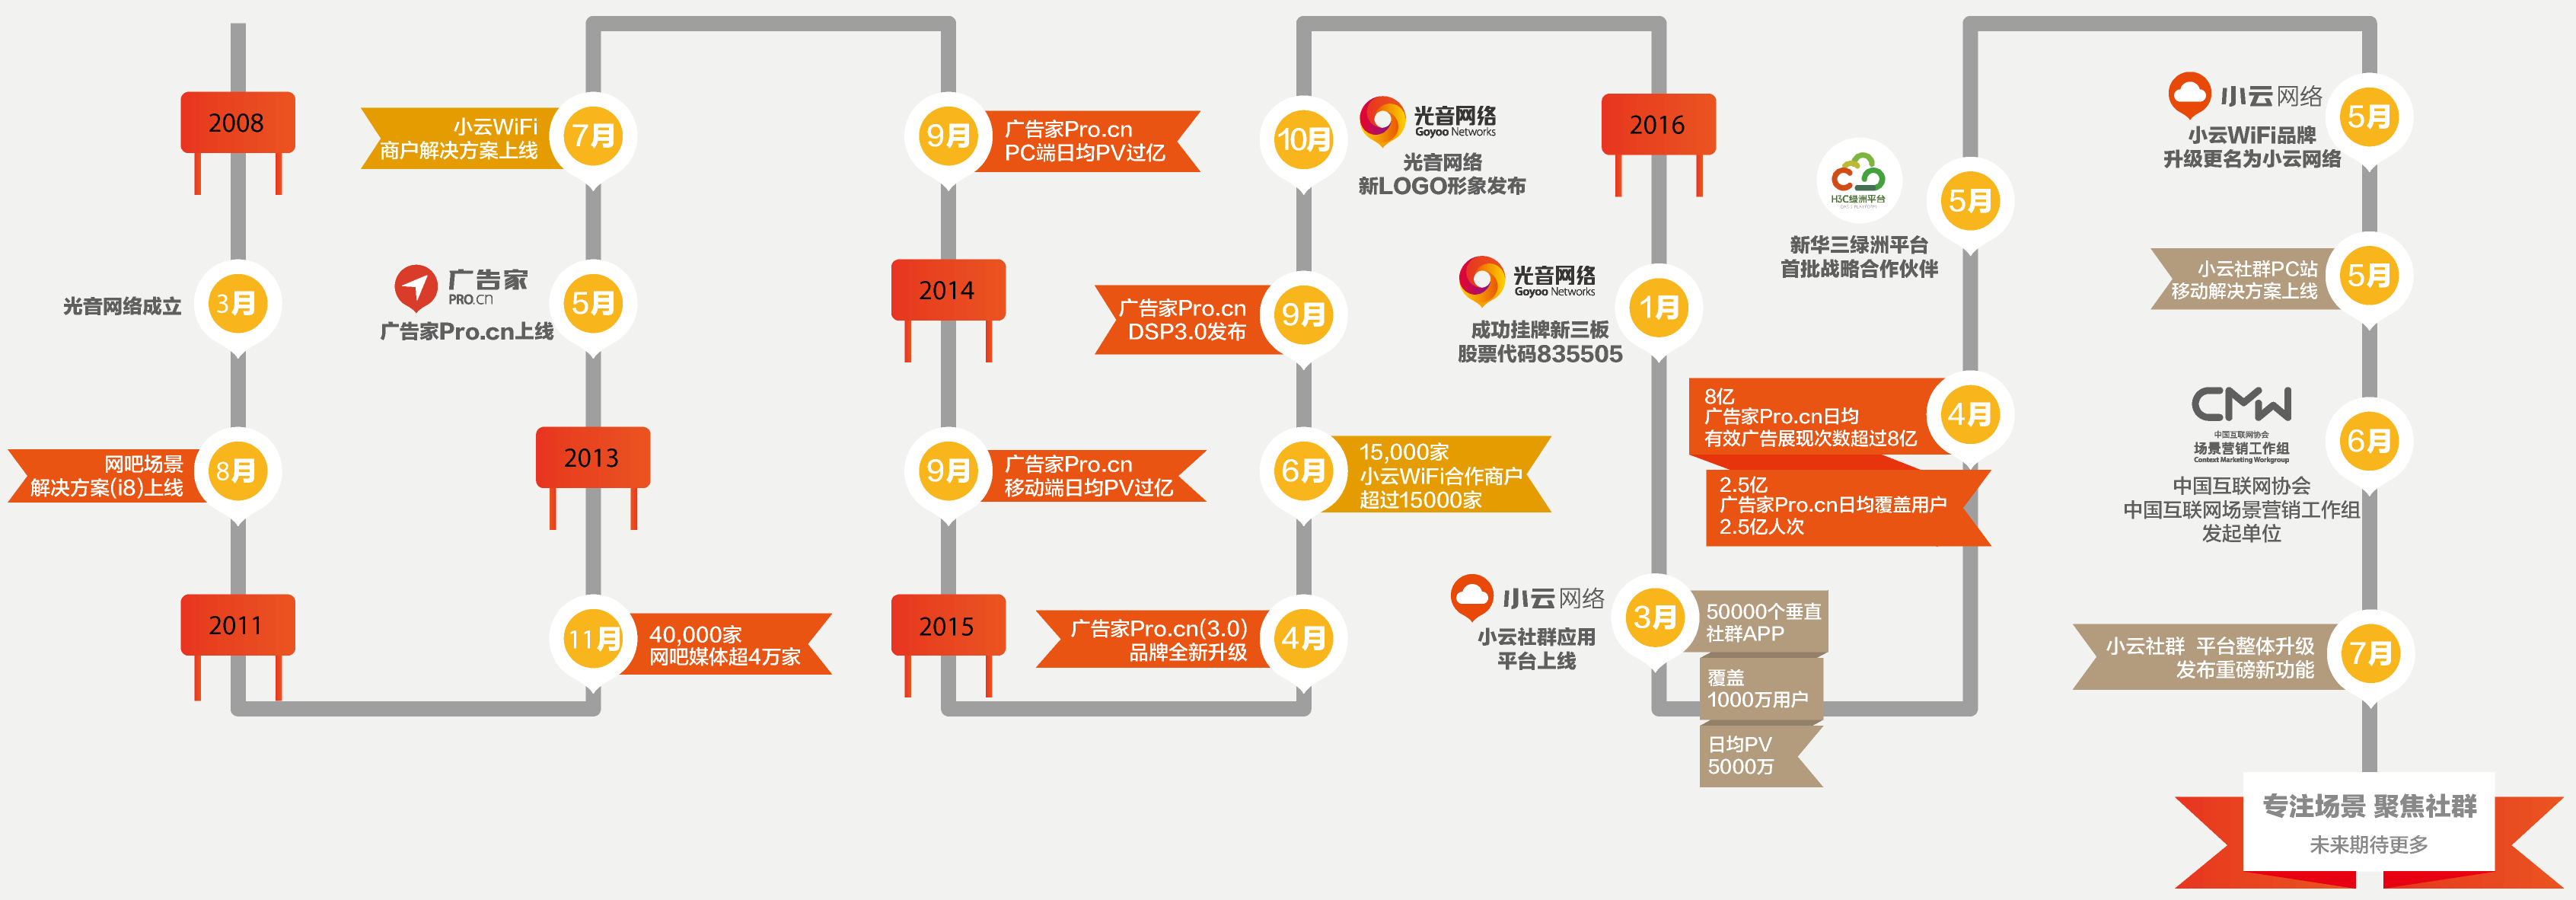 2008
3月
光音网络成立
8月
网吧场景
解决方案(i8)上线
2011
11月
40,000家
网吧媒体超4万家
2013
5月
广告家
PRO.CN
广告家Pro.cn上线
7月
小云WiFi
商户解决方案上线
9月
广告家Pro.cn
PC端日均PV过亿
2014
9月
广告家Pro.cn
移动端日均PV过亿
2015
4月
广告家Pro.cn(3.0)
品牌全新升级
6月
15,000家
小云WiFi合作商户
超过15000家
9月
广告家Pro.cn
DSP3.0发布
10月
光音网络
Goyoo Networks
光音网络
新LOGO形象发布
2016
1月
光音网络
Goyoo Networks
成功挂牌新三板
股票代码835505
3月
小云网络
小云社群应用
平台上线
50000个垂直
社群APP
覆盖
1000万用户
日均PV
5000万
4月
8亿
广告家Pro.cn日均
有效广告展现次数超过8亿
2.5亿
广告家Pro.cn日均覆盖用户
2.5亿人次
5月
H3C绿洲平台
新华三绿洲平台
首批战略合作伙伴
5月
小云网络
小云WiFi品牌
升级更名为小云网络
5月
小云社群PC站
移动解决方案上线
6月
CMW
中国互联网协会
场景营销工作组
Context Marketing Workgroup
中国互联网协会
中国互联网场景营销工作组
发起单位
7月
小云社群 平台整体升级
发布重磅新功能
专注场景 聚焦社群
未来期待更多